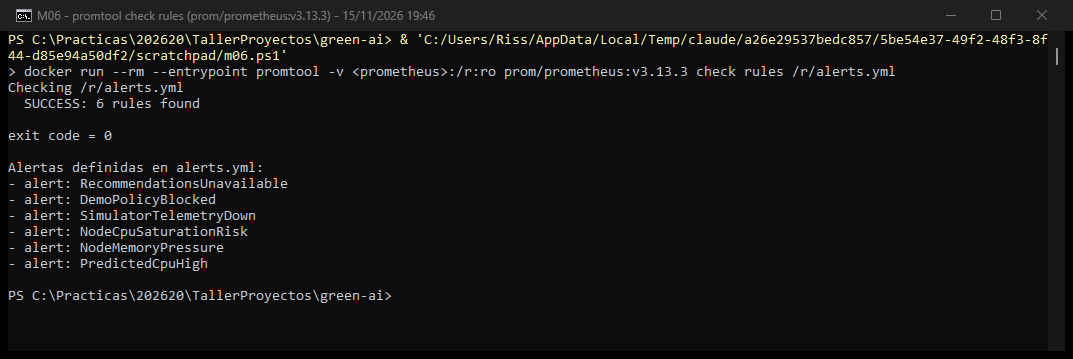 M06 - promtool check rules (prom/prometheus:v3.13.3) - 15/11/2026 19:46
PS C:\Practicas\202620\TallerProyectos\green-ai> & 'C:/Users/Riss/AppData/Local/Temp/claude/a26e29537bedc857/5be54e37-49f2-48f3-8f
44-d85e94a50df2/scratchpad/m06.ps1'
> docker run --rm --entrypoint promtool -v <prometheus>:/r:ro prom/prometheus:v3.13.3 check rules /r/alerts.yml
Checking /r/alerts.yml
  SUCCESS: 6 rules found
exit code = 0
Alertas definidas en alerts.yml:
- alert: RecommendationsUnavailable
- alert: DemoPolicyBlocked
- alert: SimulatorTelemetryDown
- alert: NodeCpuSaturationRisk
- alert: NodeMemoryPressure
- alert: PredictedCpuHigh
PS C:\Practicas\202620\TallerProyectos\green-ai>